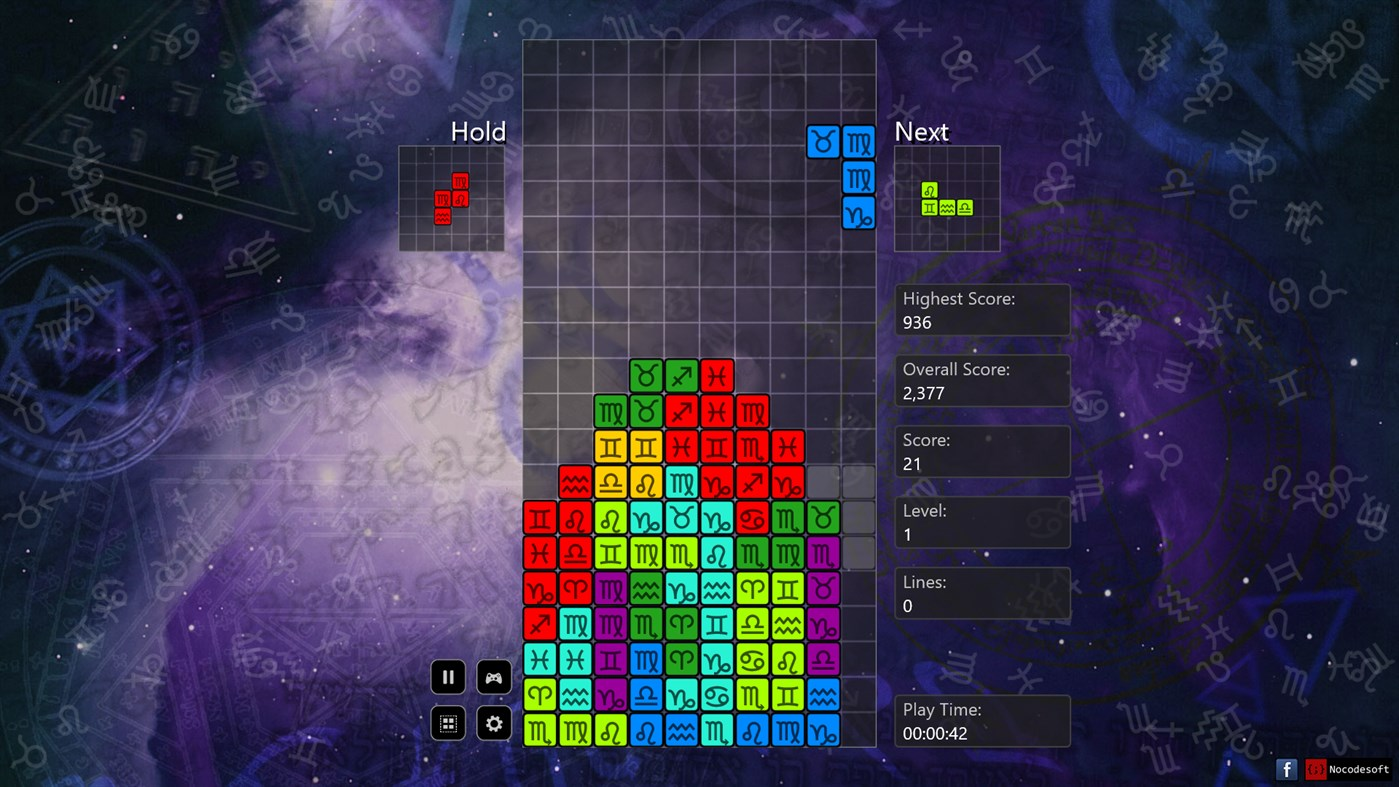 Hold
Next
Highest Score:
936
Overall Score:
2,377
Score:
21
Level:
1
Lines:
0
Play Time:
00:00:42
f
{;} Nocodesoft